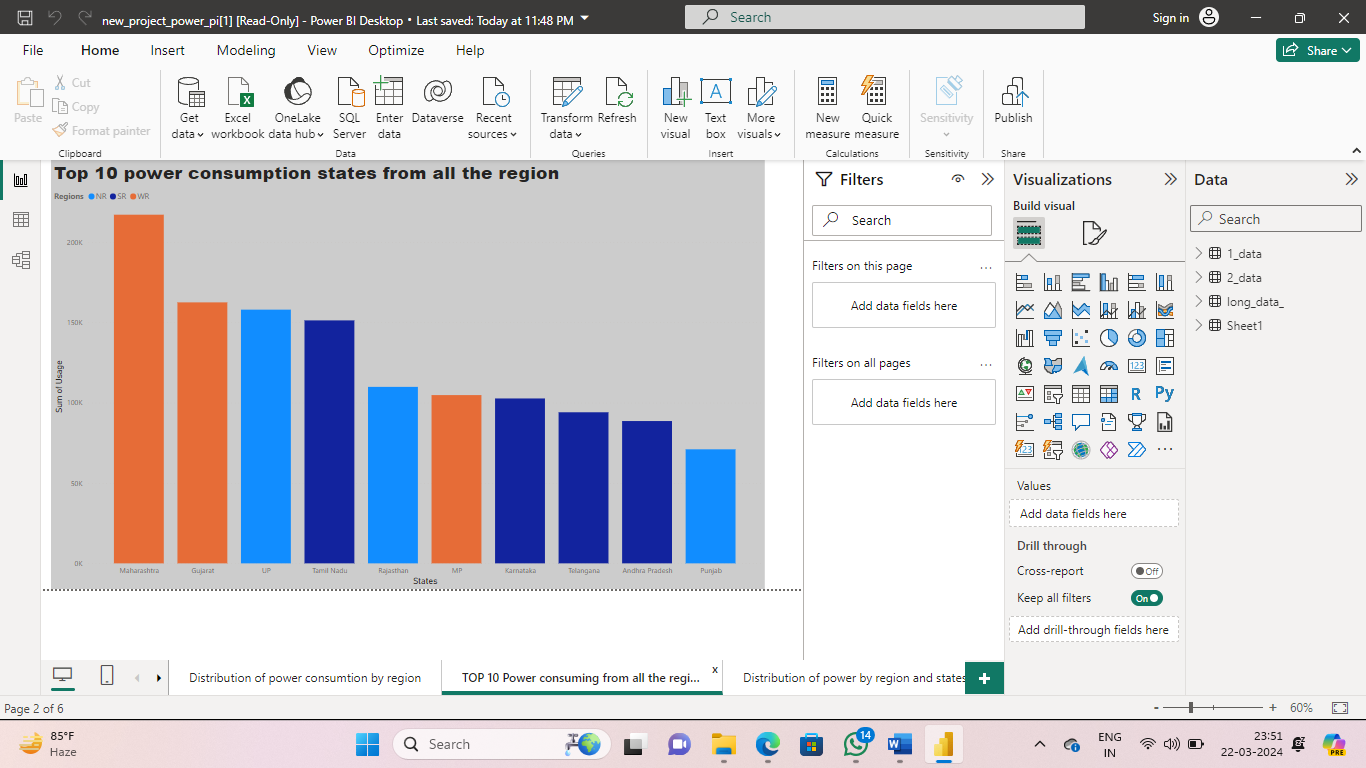 new_project_power_pi[1] [Read-Only] - Power BI Desktop • Last saved: Today at 11:48 PM
Search
Sign in
File Home Insert Modeling View Optimize Help
Share
Paste
Cut
Copy
Format painter
Clipboard
Get data
Excel workbook
OneLake data hub
SQL Server
Enter data
Dataverse
Recent sources
Data
Transform data
Refresh
Queries
New visual
Text box
More visuals
Insert
New measure
Quick measure
Calculations
Sensitivity
Sensitivity
Publish
Share
Top 10 power consumption states from all the region
Regions NR SR WR
200K
150K
100K
50K
0K
Sum of Usage
Maharashtra Gujarat UP Tamil Nadu Rajasthan MP Karnataka Telangana Andhra Pradesh Punjab
States
Filters
Search
Filters on this page
Add data fields here
Filters on all pages
Add data fields here
Visualizations
Build visual
123
R
Py
123
Values
Add data fields here
Drill through
Cross-report Off
Keep all filters On
Add drill-through fields here
Data
Search
1_data
2_data
long_data_
Sheet1
Distribution of power consumtion by region
TOP 10 Power consuming from all the regi... x
Distribution of power by region and states
+
Page 2 of 6
- + 60%
85°F
Haze
Search
14
ENG
IN
23:51
22-03-2024
PRE